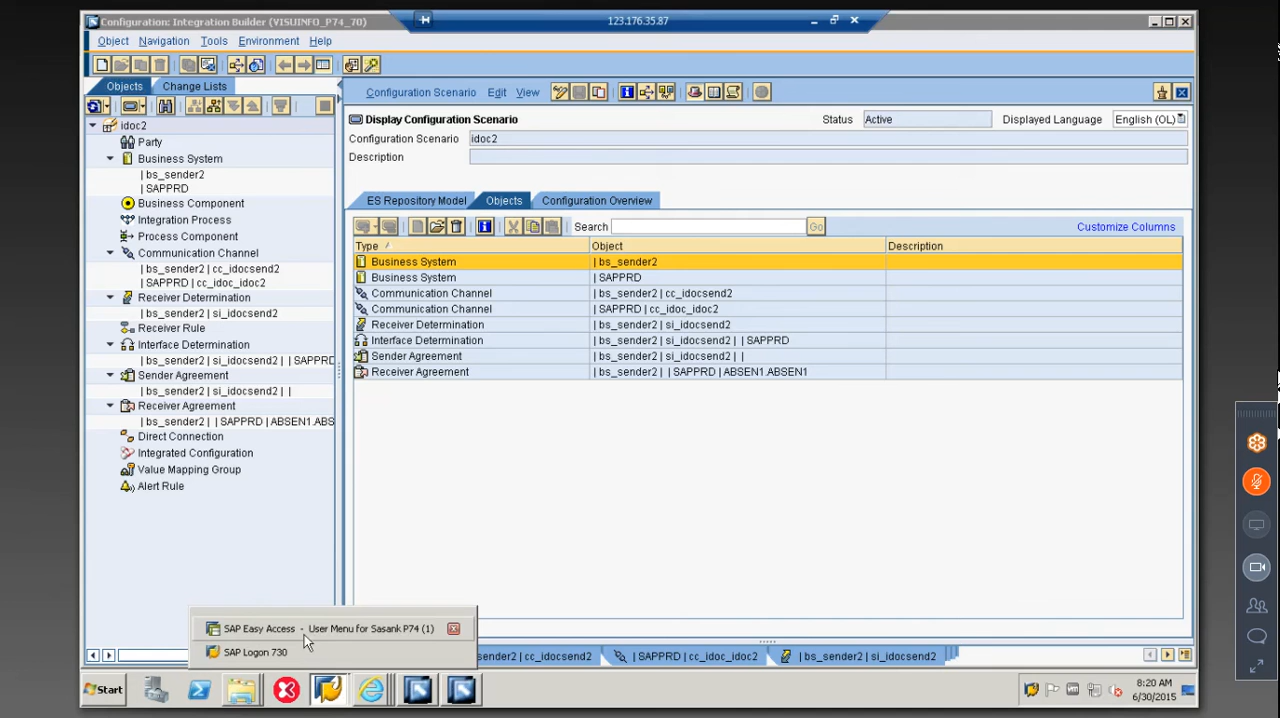 Configuration: Integration Builder (VISUINFO_P74_70)
123.176.35.87
Object Navigation Tools Environment Help
Objects Change Lists
Configuration Scenario Edit View
idoc2
Party
Business System
| bs_sender2
| SAPPRD
Business Component
Integration Process
Process Component
Communication Channel
| bs_sender2 | cc_idocsend2
| SAPPRD | cc_idoc_idoc2
Receiver Determination
| bs_sender2 | si_idocsend2
Receiver Rule
Interface Determination
| bs_sender2 | si_idocsend2 | | SAPPRD
Sender Agreement
| bs_sender2 | si_idocsend2 | |
Receiver Agreement
| bs_sender2 | | SAPPRD | ABSEN1.ABS
Direct Connection
Integrated Configuration
Value Mapping Group
Alert Rule
Display Configuration Scenario Status Active Displayed Language English (OL)
Configuration Scenario idoc2
Description
ES Repository Model Objects Configuration Overview
Search Go Customize Columns
Type Object Description
Business System | bs_sender2
Business System | SAPPRD
Communication Channel | bs_sender2 | cc_idocsend2
Communication Channel | SAPPRD | cc_idoc_idoc2
Receiver Determination | bs_sender2 | si_idocsend2
Interface Determination | bs_sender2 | si_idocsend2 | | SAPPRD
Sender Agreement | bs_sender2 | si_idocsend2 | |
Receiver Agreement | bs_sender2 | | SAPPRD | ABSEN1.ABSEN1
SAP Easy Access - User Menu for Sasank P74 (1)
SAP Logon 730
sender2 | cc_idocsend2 | SAPPRD | cc_idoc_idoc2 | bs_sender2 | si_idocsend2
Start
8:20 AM
6/30/2015